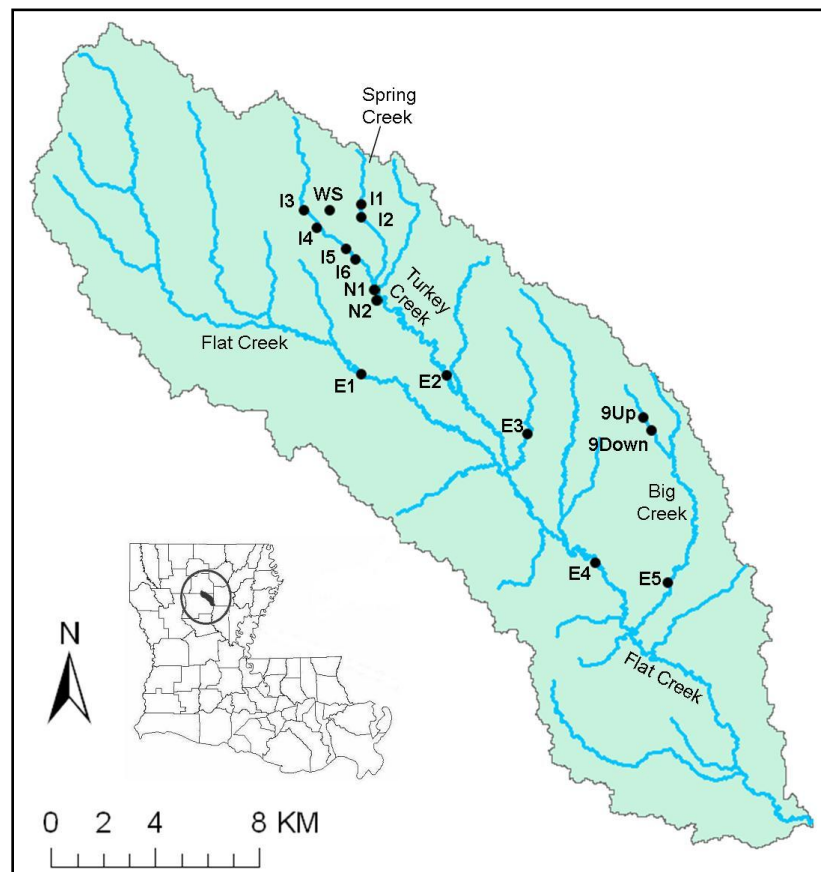 Spring
Creek
I3
WS
I1
I2
I4
I5
I6
N1
N2
Turkey
Creek
Flat Creek
E1
E2
E3
9Up
9Down
Big
Creek
E4
E5
Flat Creek
N
0 2 4 8 KM